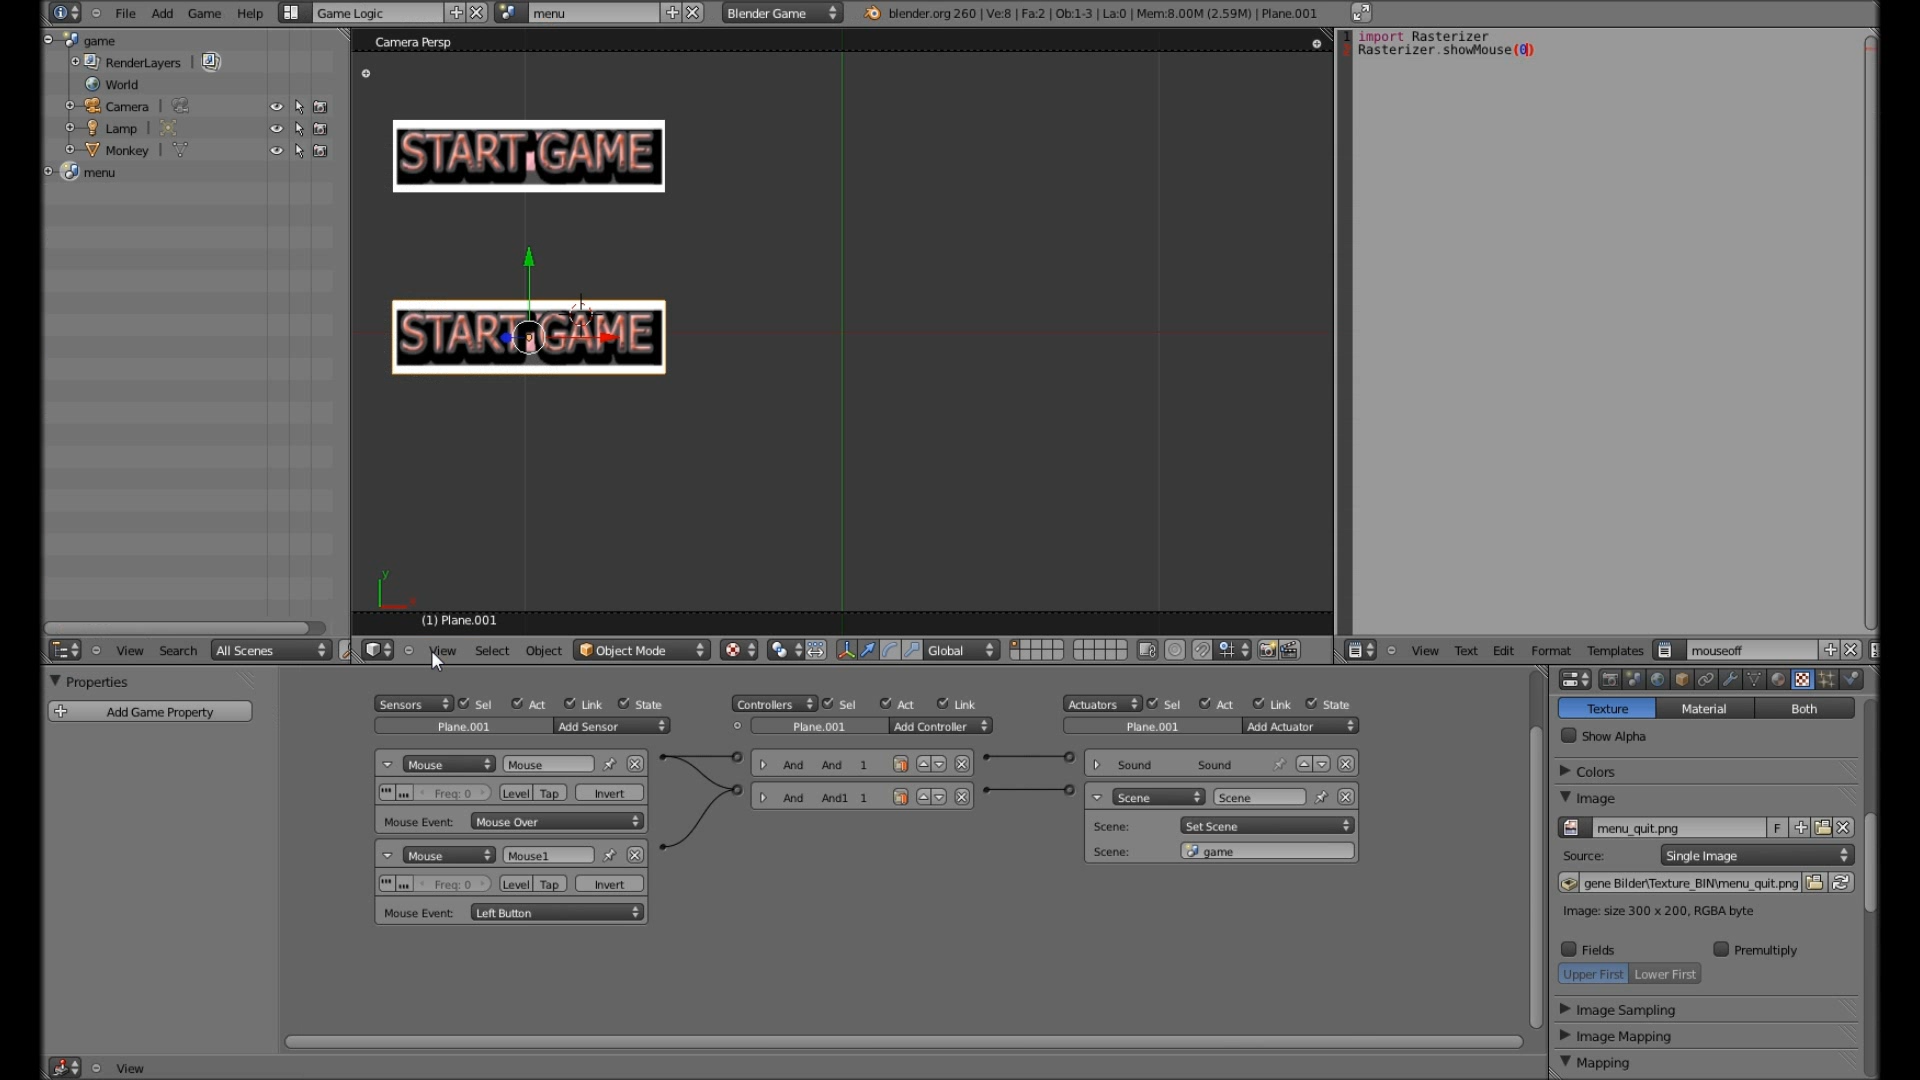 File Add Game Help Game Logic menu Blender Game blender.org 260 | Ve:8 | Fa:2 | Ob:1-3 | La:0 | Mem:8.00M (2.59M) | Plane.001
game
RenderLayers |
World
Camera |
Lamp |
Monkey |
menu
View Search All Scenes
Camera Persp
START GAME
START GAME
y
x
(1) Plane.001
View Select Object Object Mode Global
1 import Rasterizer
Rasterizer.showMouse(0)
View Text Edit Format Templates mouseoff
Properties
Add Game Property
Sensors Sel Act Link State
Plane.001 Add Sensor
Mouse Mouse
Freq: 0 Level Tap Invert
Mouse Event: Mouse Over
Mouse Mouse1
Freq: 0 Level Tap Invert
Mouse Event: Left Button
Controllers Sel Act Link
Plane.001 Add Controller
And And 1
And And1 1
Actuators Sel Act Link State
Plane.001 Add Actuator
Sound Sound
Scene Scene
Scene: Set Scene
Scene: game
View
Texture Material Both
Show Alpha
Colors
Image
menu_quit.png F
Source: Single Image
gene Bilder\Texture_BIN\menu_quit.png
Image: size 300 x 200, RGBA byte
Fields Premultiply
Upper First Lower First
Image Sampling
Image Mapping
Mapping